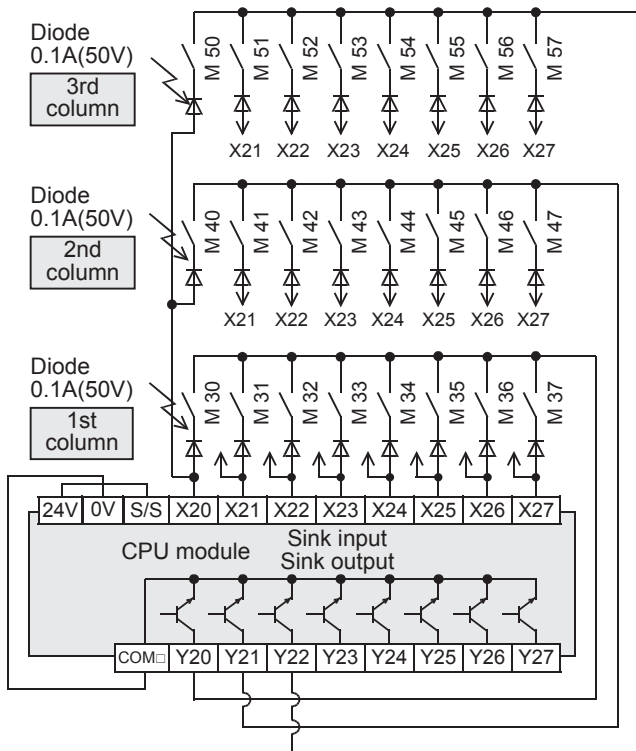 Diode
0.1A(50V)
3rd
column
M 50 M 51 M 52 M 53 M 54 M 55 M 56 M 57
X21 X22 X23 X24 X25 X26 X27
Diode
0.1A(50V)
2nd
column
M 40 M 41 M 42 M 43 M 44 M 45 M 46 M 47
X21 X22 X23 X24 X25 X26 X27
Diode
0.1A(50V)
1st
column
M 30 M 31 M 32 M 33 M 34 M 35 M 36 M 37
24V 0V S/S X20 X21 X22 X23 X24 X25 X26 X27
CPU module
Sink input
Sink output
COM□ Y20 Y21 Y22 Y23 Y24 Y25 Y26 Y27